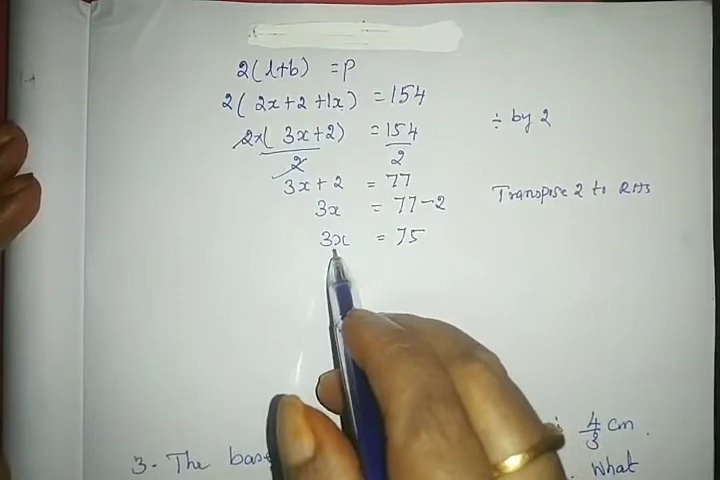 2(l+b) = P
2(2x+2+1x) = 154
2×(3x+2)/2 = 154/2 ÷ by 2
3x+2 = 77
3x = 77-2 Transpose 2 to RHS
3x = 75
3. The bas 4/3 cm.
What